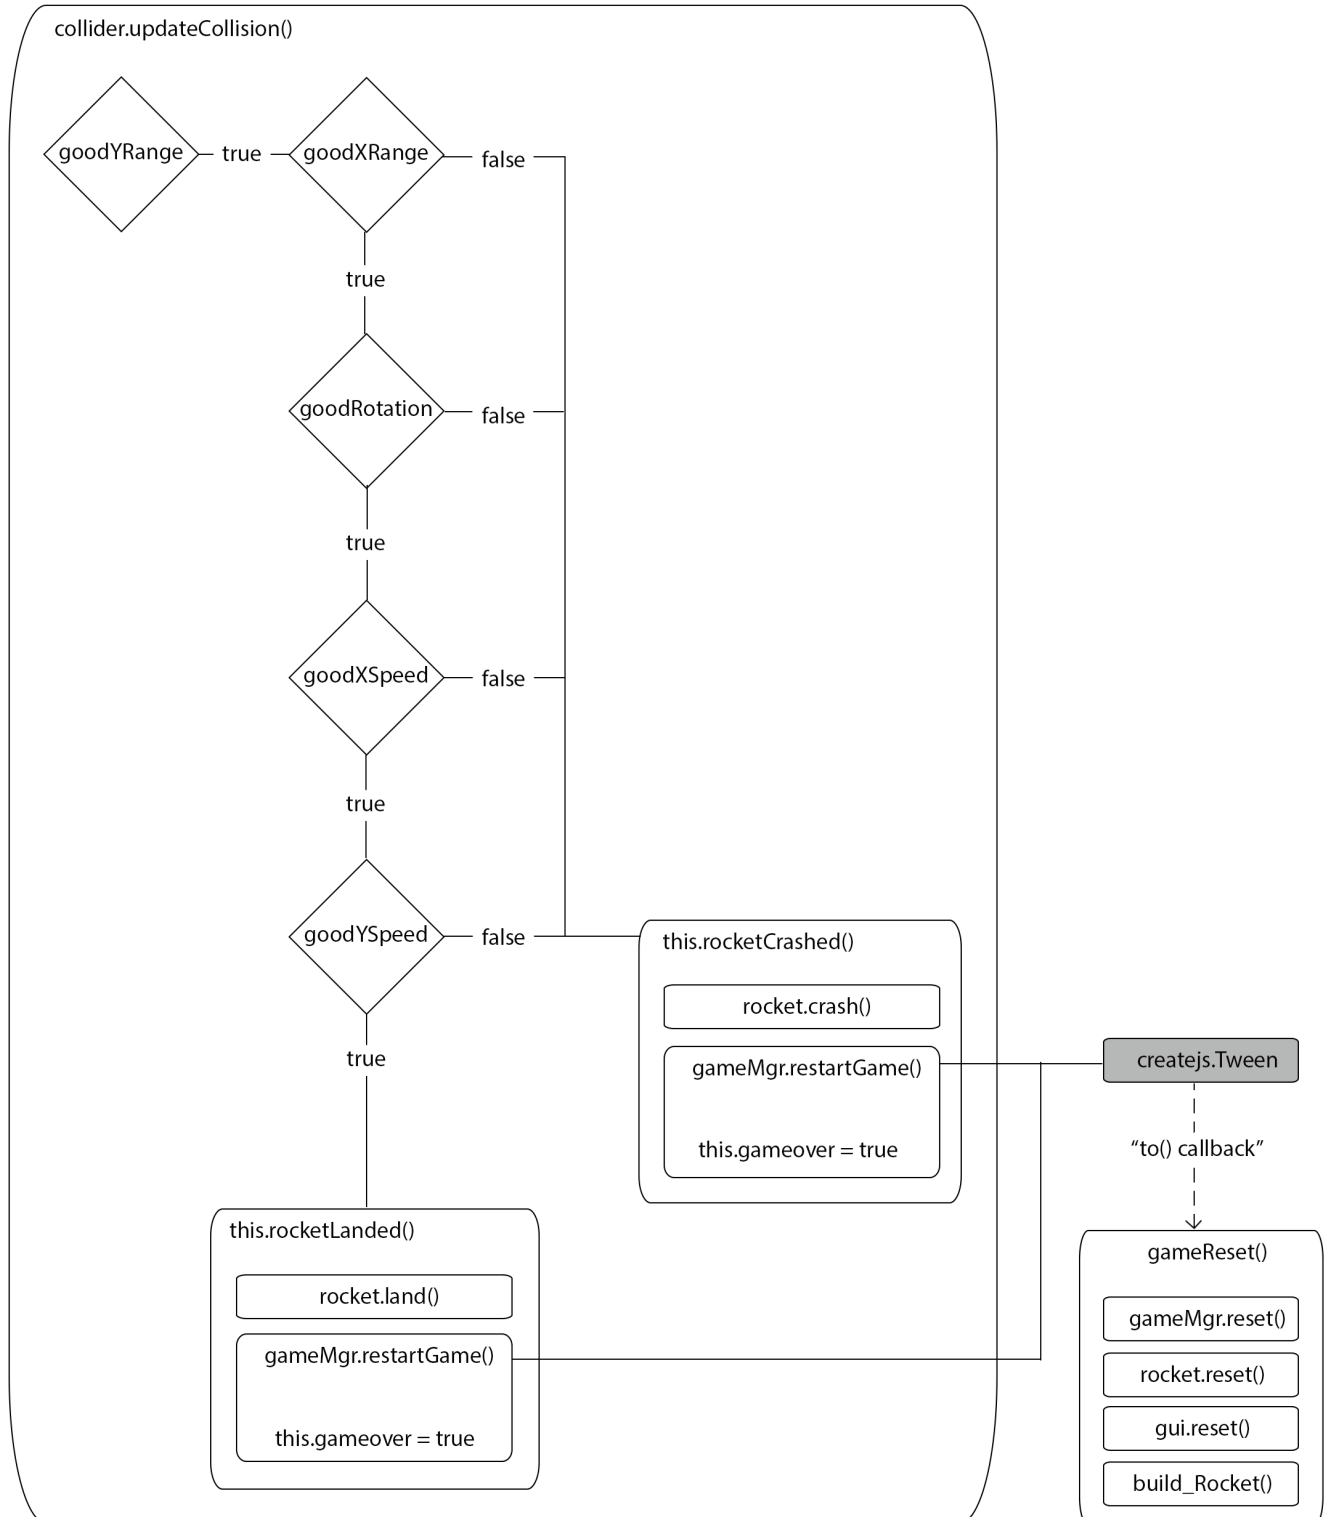 collider.updateCollision()
goodYRange
true
goodXRange
false
true
goodRotation
false
true
goodXSpeed
false
true
goodYSpeed
false
true
this.rocketCrashed()
rocket.crash()
gameMgr.restartGame()
this.gameover = true
createjs.Tween
“to() callback”
this.rocketLanded()
rocket.land()
gameMgr.restartGame()
this.gameover = true
gameReset()
gameMgr.reset()
rocket.reset()
gui.reset()
build_Rocket()